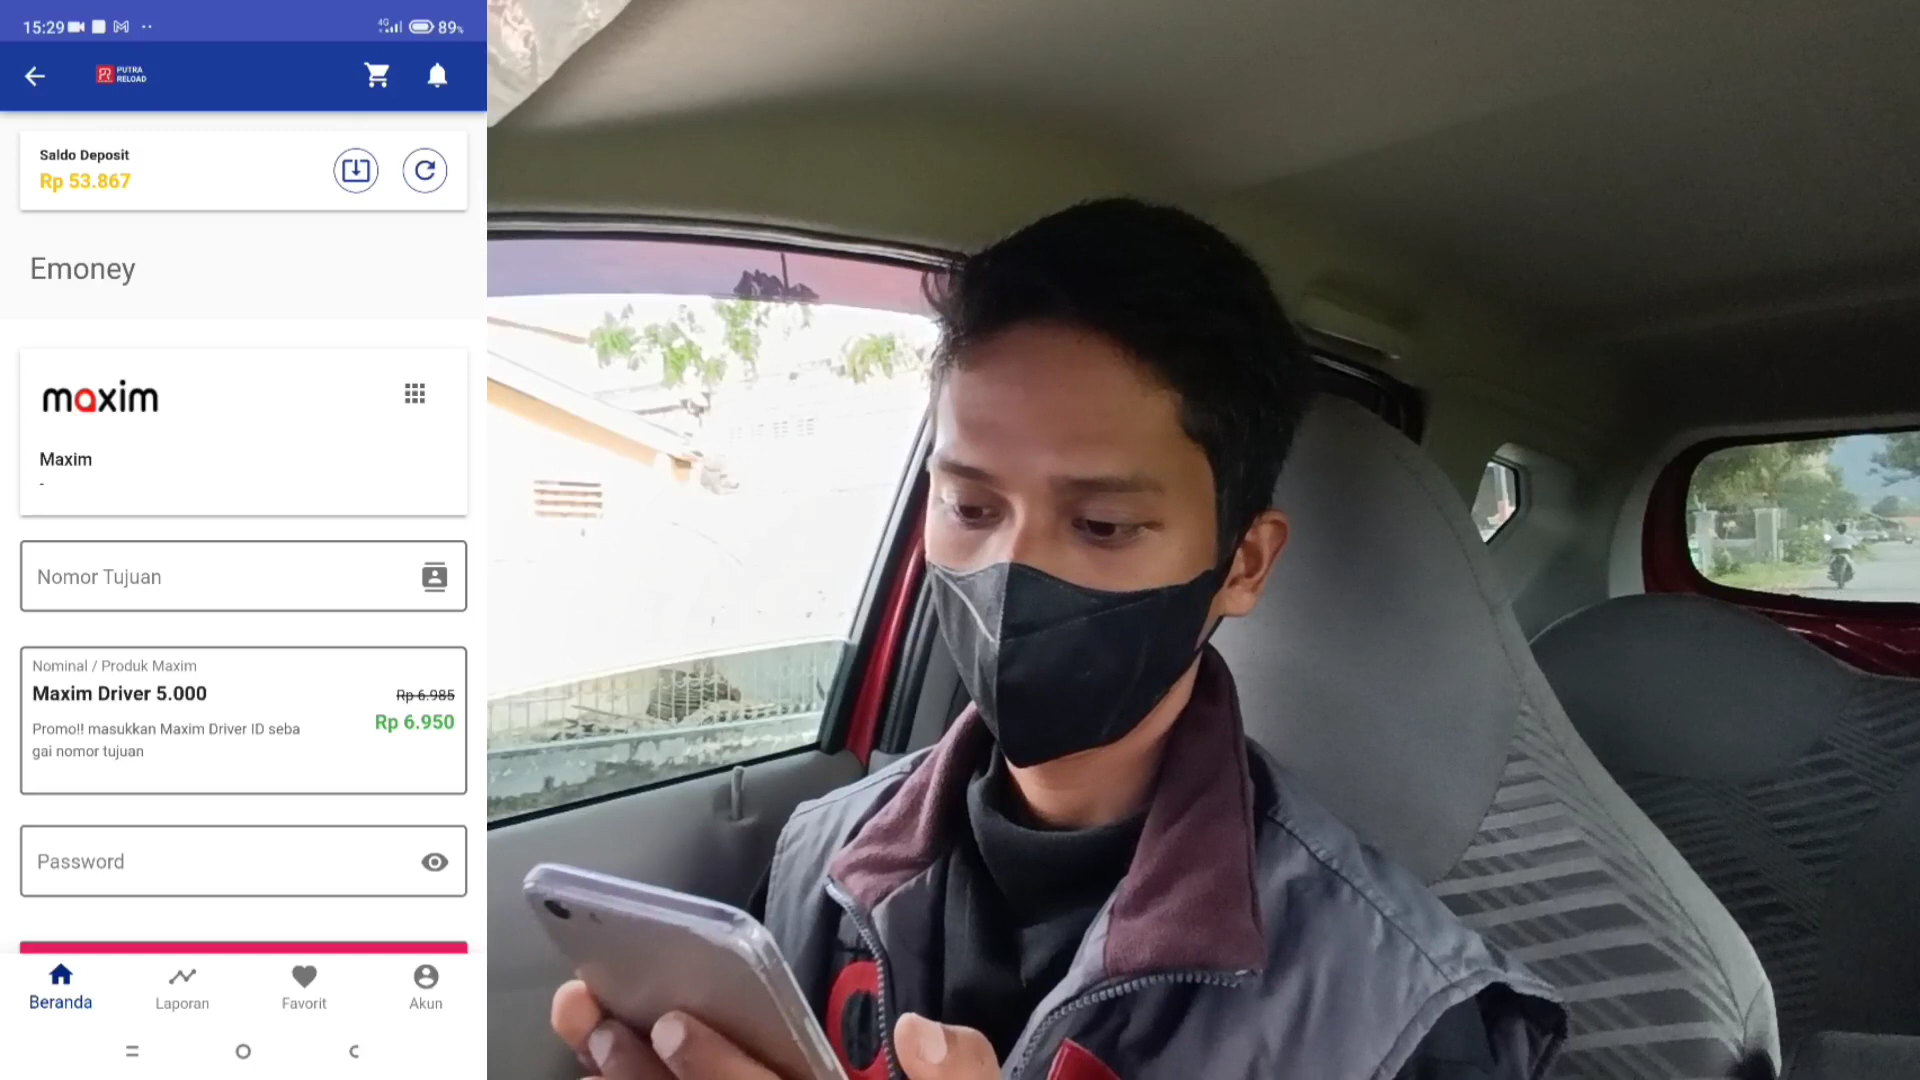 15:29
4G
89%
PUTRA
RELOAD
Saldo Deposit
Rp 53.867
Emoney
maxim
Maxim
-
Nomor Tujuan
Nominal / Produk Maxim
Maxim Driver 5.000
Rp 6.985
Promo!! masukkan Maxim Driver ID seba
gai nomor tujuan
Rp 6.950
Password
Beranda
Laporan
Favorit
Akun